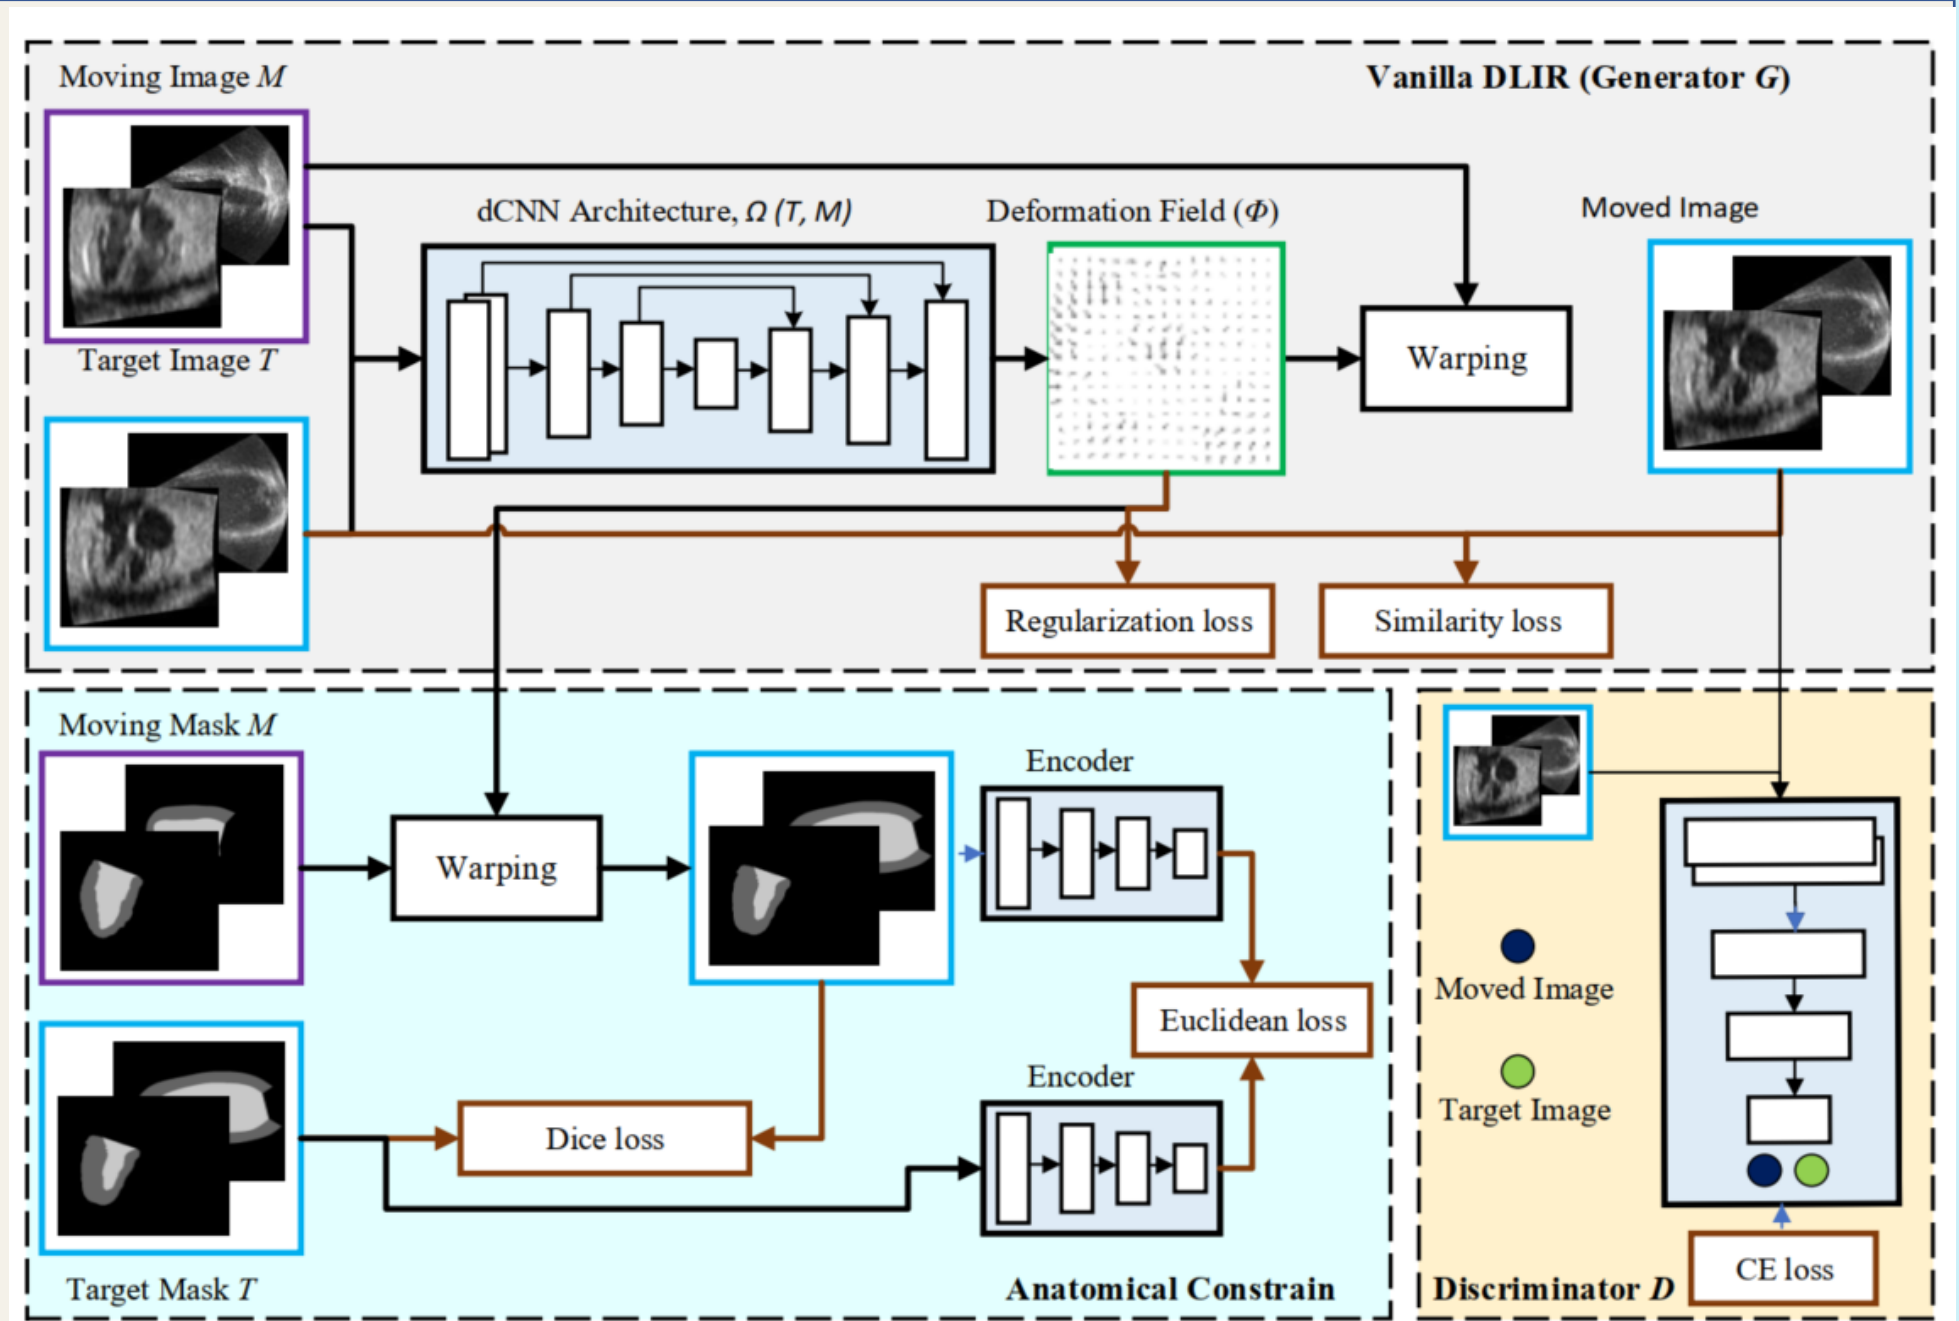 Moving Image M
Vanilla DLIR (Generator G)
dCNN Architecture, Ω (T, M)
Deformation Field (Φ)
Moved Image
Target Image T
Warping
Regularization loss
Similarity loss
Moving Mask M
Encoder
Warping
Moved Image
Euclidean loss
Encoder
Target Image
Dice loss
CE loss
Target Mask T
Anatomical Constrain
Discriminator D